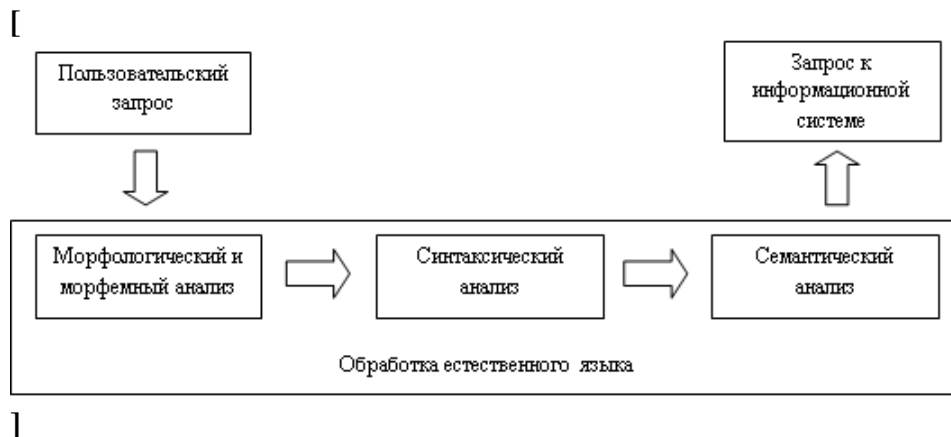 [
Пользовательский
запрос
Запрос к
информационной
системе
Морфологический и
морфемный анализ
Синтаксический
анализ
Семантический
анализ
Обработка естественного языка
]